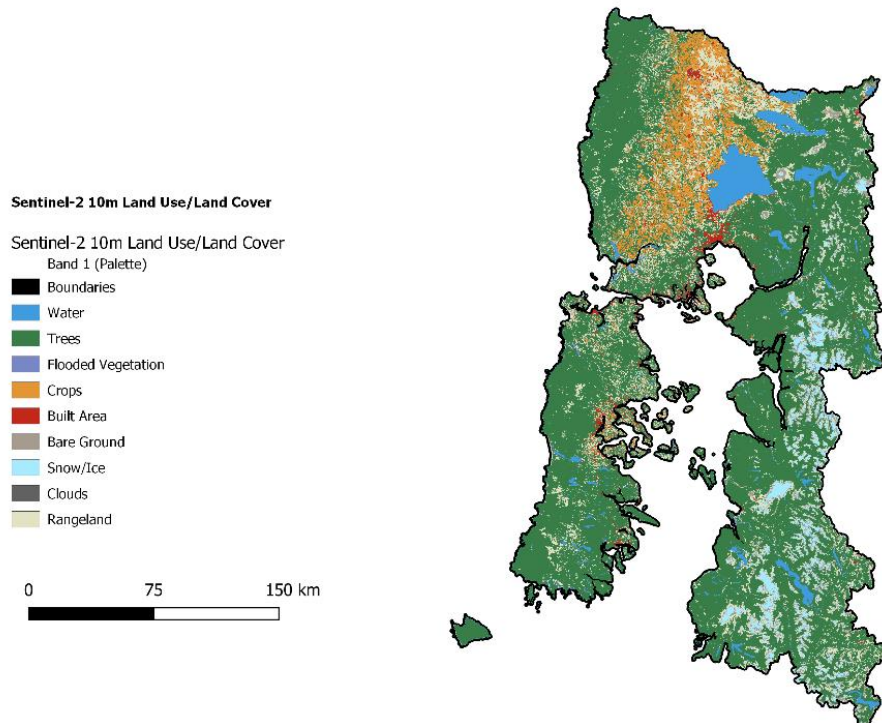 Sentinel-2 10m Land Use/Land Cover
Sentinel-2 10m Land Use/Land Cover
Band 1 (Palette)
Boundaries
Water
Trees
Flooded Vegetation
Crops
Built Area
Bare Ground
Snow/Ice
Clouds
Rangeland
0 75 150 km